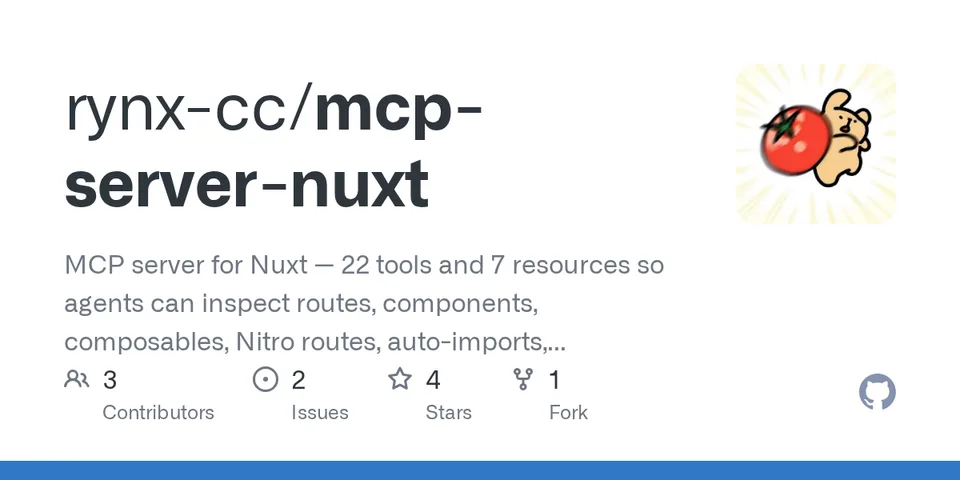 rynx-cc/mcp-
server-nuxt
MCP server for Nuxt — 22 tools and 7 resources so
agents can inspect routes, components,
composables, Nitro routes, auto-imports,...
3 2 4 1
Contributors Issues Stars Fork